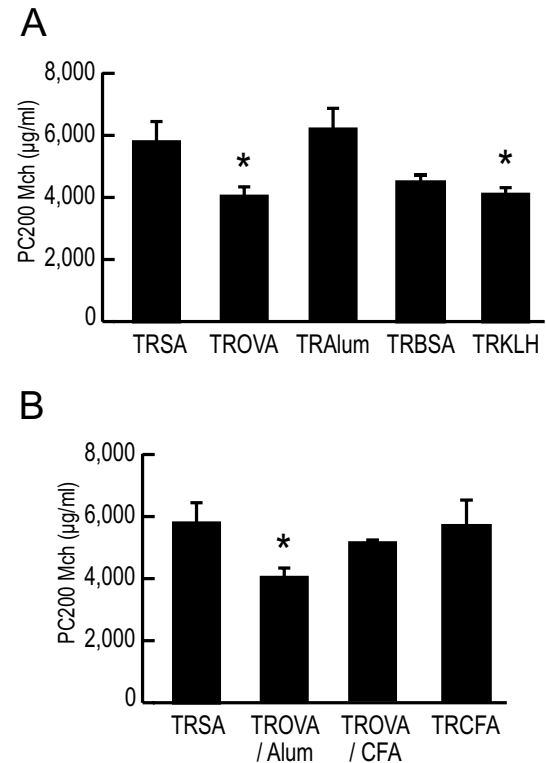 A
PC200 Mch (µg/ml)
8,000
6,000
4,000
2,000
0
*
*
TRSA TROVA TRAlum TRBSA TRKLH
B
PC200 Mch (µg/ml)
8,000
6,000
4,000
2,000
0
*
TRSA TROVA TROVA TRCFA
/ Alum / CFA